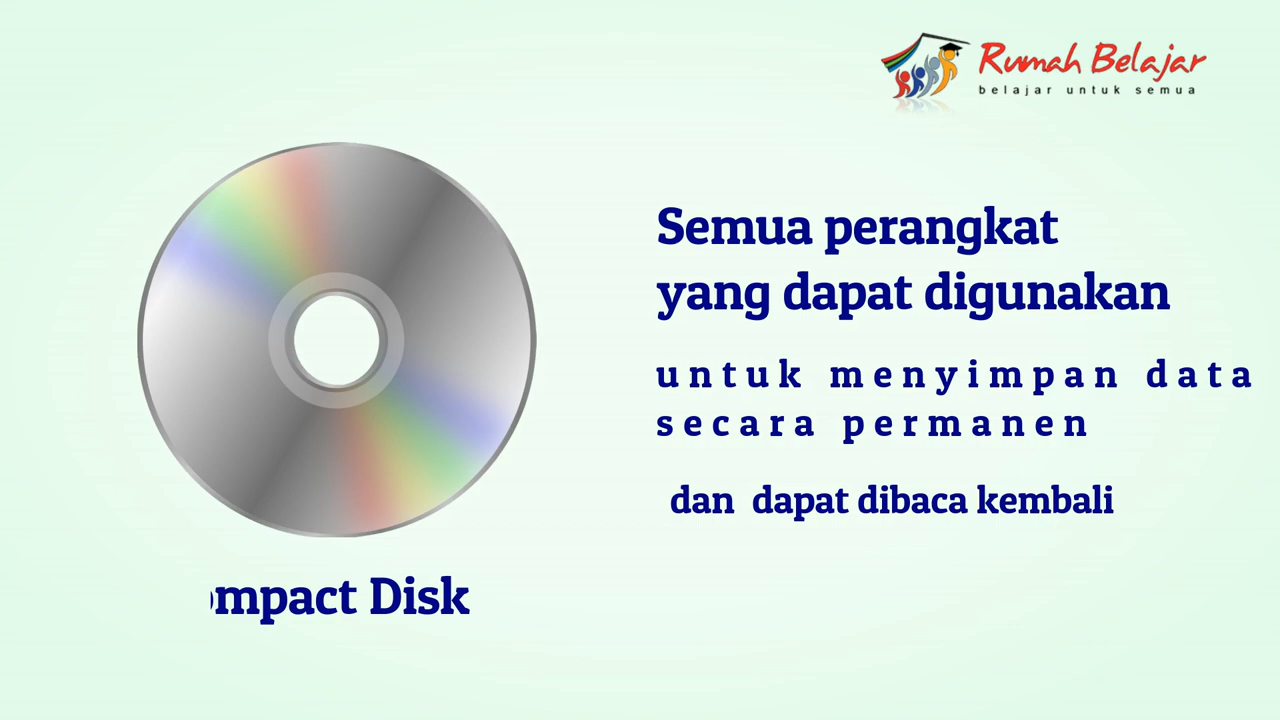 Rumah Belajar
belajar untuk semua
Semua perangkat
yang dapat digunakan
untuk menyimpan data
secara permanen
dan dapat dibaca kembali
ompact Disk